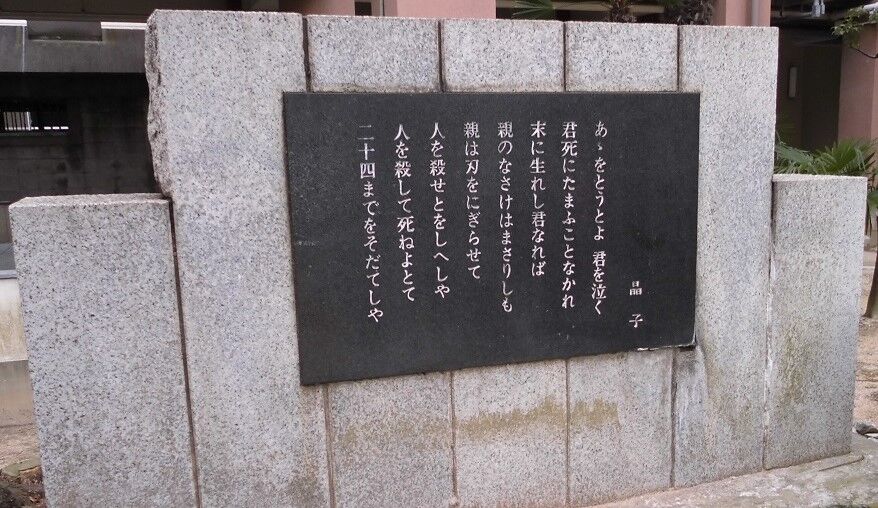 晶子
あゝをとうとよ 君を泣く
君死にたまふことなかれ
末に生れし君なれば
親のなさけはまさりしも
親は刃をにぎらせて
人を殺せとをしへしや
人を殺して死ねよとて
二十四までをそだてしや